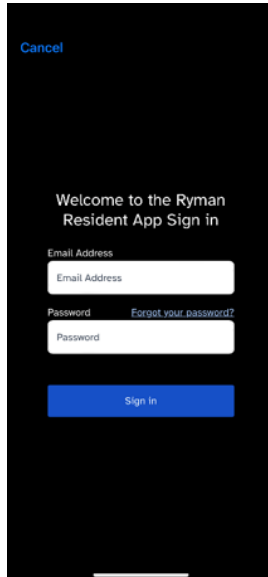 Cancel
Welcome to the Ryman
Resident App Sign in
Email Address
Email Address
Password Forgot your password?
Password
Sign in